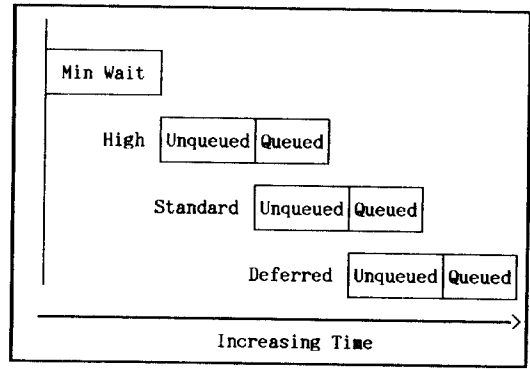 Min Wait
High Unqueued Queued
Standard Unqueued Queued
Deferred Unqueued Queued
Increasing Time